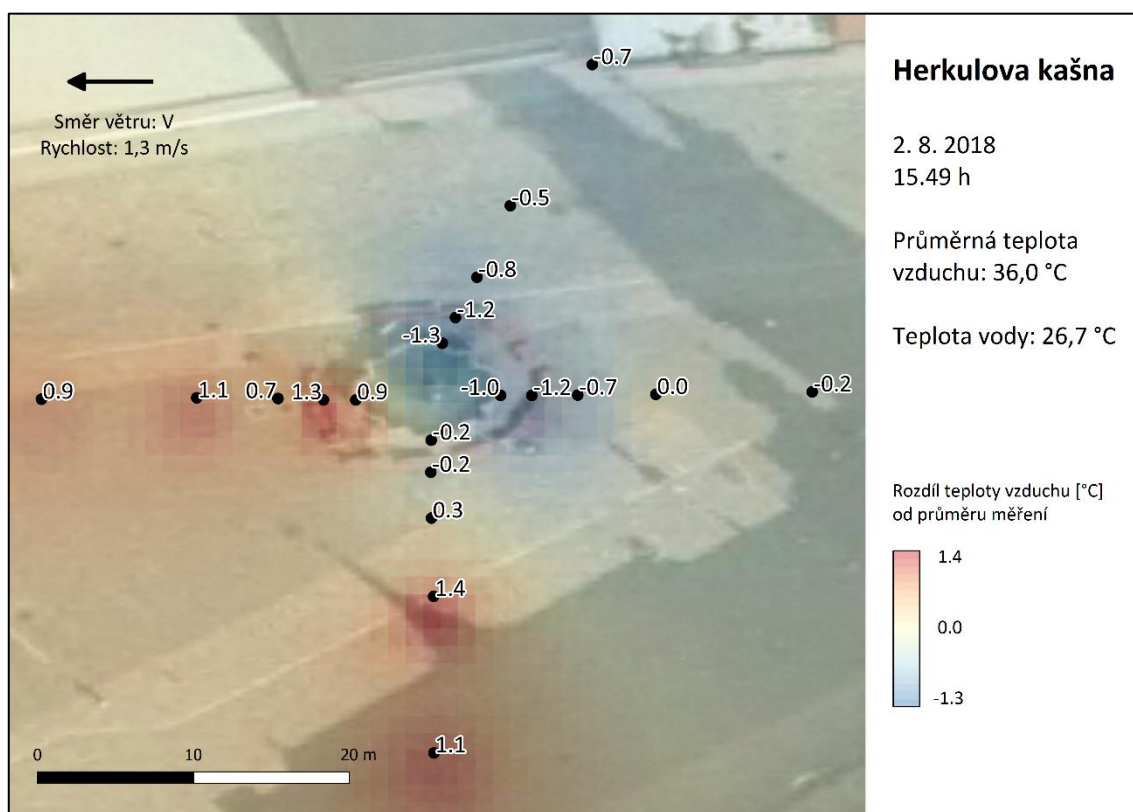 Směr větru: V
Rychlost: 1,3 m/s
-0.7
-0.5
-0.8
-1.2
-1.3
0.9
1.1
0.7
1.3
0.9
-1.0
-1.2
-0.7
0.0
-0.2
-0.2
-0.2
0.3
1.4
1.1
0 10 20 m
Herkulova kašna
2. 8. 2018
15.49 h
Průměrná teplota
vzduchu: 36,0 °C
Teplota vody: 26,7 °C
Rozdíl teploty vzduchu [°C]
od průměru měření
1.4
0.0
-1.3